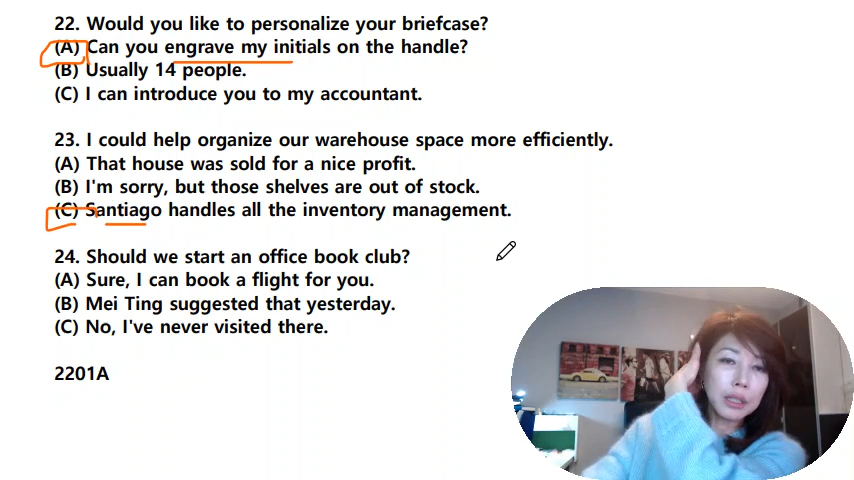 22. Would you like to personalize your briefcase?
(A) Can you engrave my initials on the handle?
(B) Usually 14 people.
(C) I can introduce you to my accountant.
23. I could help organize our warehouse space more efficiently.
(A) That house was sold for a nice profit.
(B) I'm sorry, but those shelves are out of stock.
(C) Santiago handles all the inventory management.
24. Should we start an office book club?
(A) Sure, I can book a flight for you.
(B) Mei Ting suggested that yesterday.
(C) No, I've never visited there.
2201A